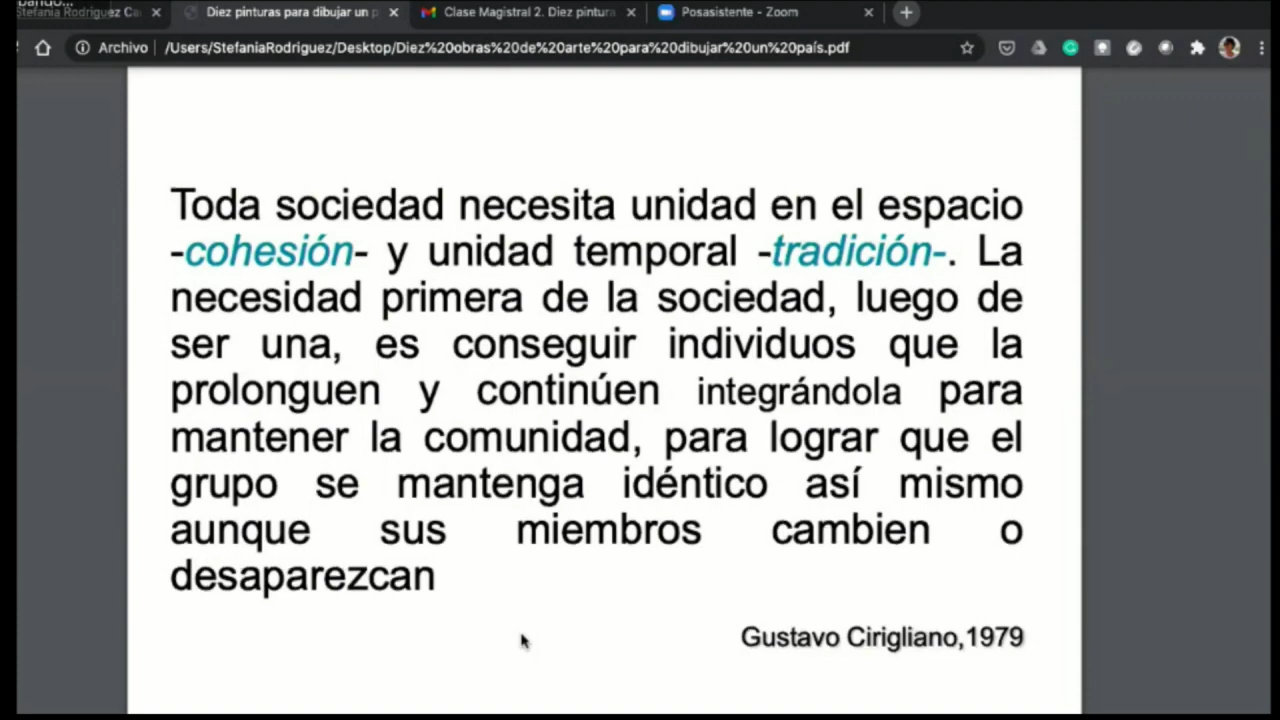 Stefania Rodriguez Ca
Diez pinturas para dibujar un p
Clase Magistral 2. Diez pintura
Posasistente - Zoom
Archivo
/Users/StefaniaRodriguez/Desktop/Diez%20obras%20de%20arte%20para%20dibujar%20un%20país.pdf
Toda sociedad necesita unidad en el espacio
-cohesión- y unidad temporal -tradición-. La
necesidad primera de la sociedad, luego de
ser una, es conseguir individuos que la
prolonguen y continúen integrándola para
mantener la comunidad, para lograr que el
grupo se mantenga idéntico así mismo
aunque sus miembros cambien o
desaparezcan
Gustavo Cirigliano,1979